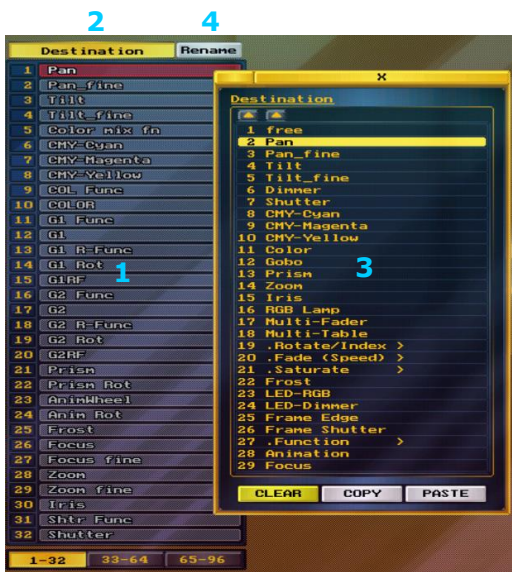 2 4
Destination Rename
1 Pan
2 Pan_fine
3 Tilt
4 Tilt_fine
5 Color mix fn
6 CMY-Cyan
7 CMY-Magenta
8 CMY-Yellow
9 COL Func
10 COLOR
11 G1 Func
12 G1
13 G1 R-Func
14 G1 Rot
15 G1RF
16 G2 Func
17 G2
18 G2 R-Func
19 G2 Rot
20 G2RF
21 Prism
22 Prism Rot
23 AnimWheel
24 Anim Rot
25 Frost
26 Focus
27 Focus fine
28 Zoom
29 Zoom fine
30 Iris
31 Shtr Func
32 Shutter
1-32 33-64 65-96
1
X
Destination
1 free
2 Pan
3 Pan_fine
4 Tilt
5 Tilt_fine
6 Dimmer
7 Shutter
8 CMY-Cyan
9 CMY-Magenta
10 CMY-Yellow
11 Color
12 Gobo
13 Prism
14 Zoom
15 Iris
16 RGB Lamp
17 Multi-Fader
18 Multi-Table
19 .Rotate/Index >
20 .Fade (Speed) >
21 .Saturate >
22 Frost
23 LED-RGB
24 LED-Dimmer
25 Frame Edge
26 Frame Shutter
27 .Function >
28 Animation
29 Focus
3
CLEAR COPY PASTE